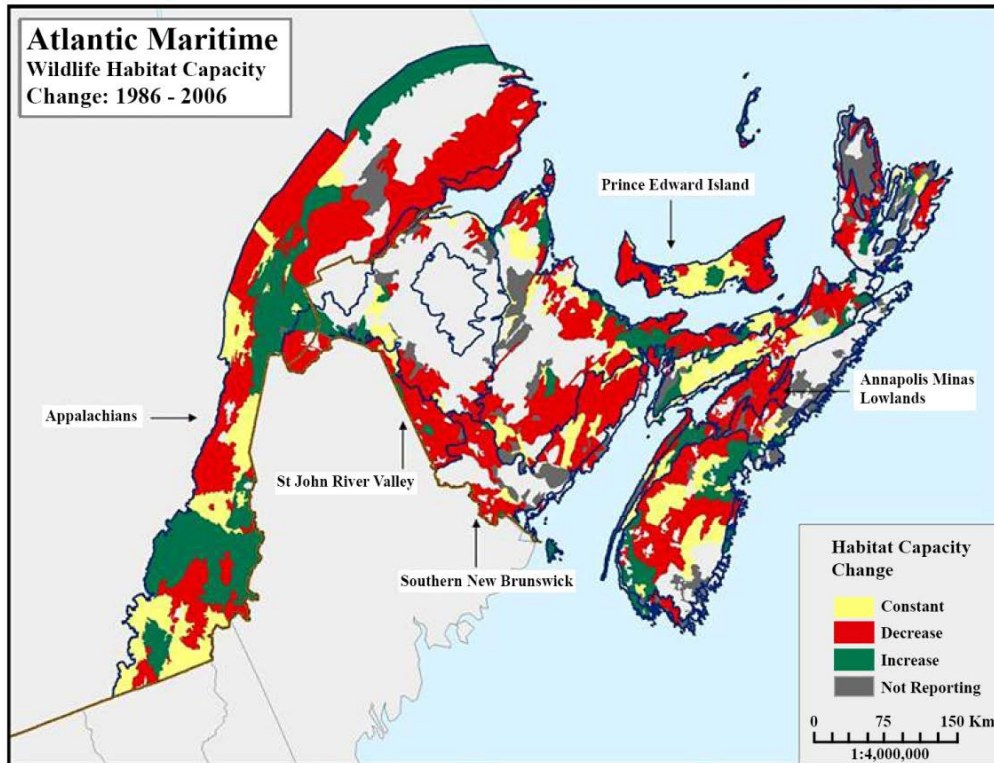 Atlantic Maritime
Wildlife Habitat Capacity
Change: 1986 - 2006
Prince Edward Island
Appalachians
Annapolis Minas
Lowlands
St John River Valley
Southern New Brunswick
Habitat Capacity
Change
Constant
Decrease
Increase
Not Reporting
0 75 150 Km
1:4,000,000